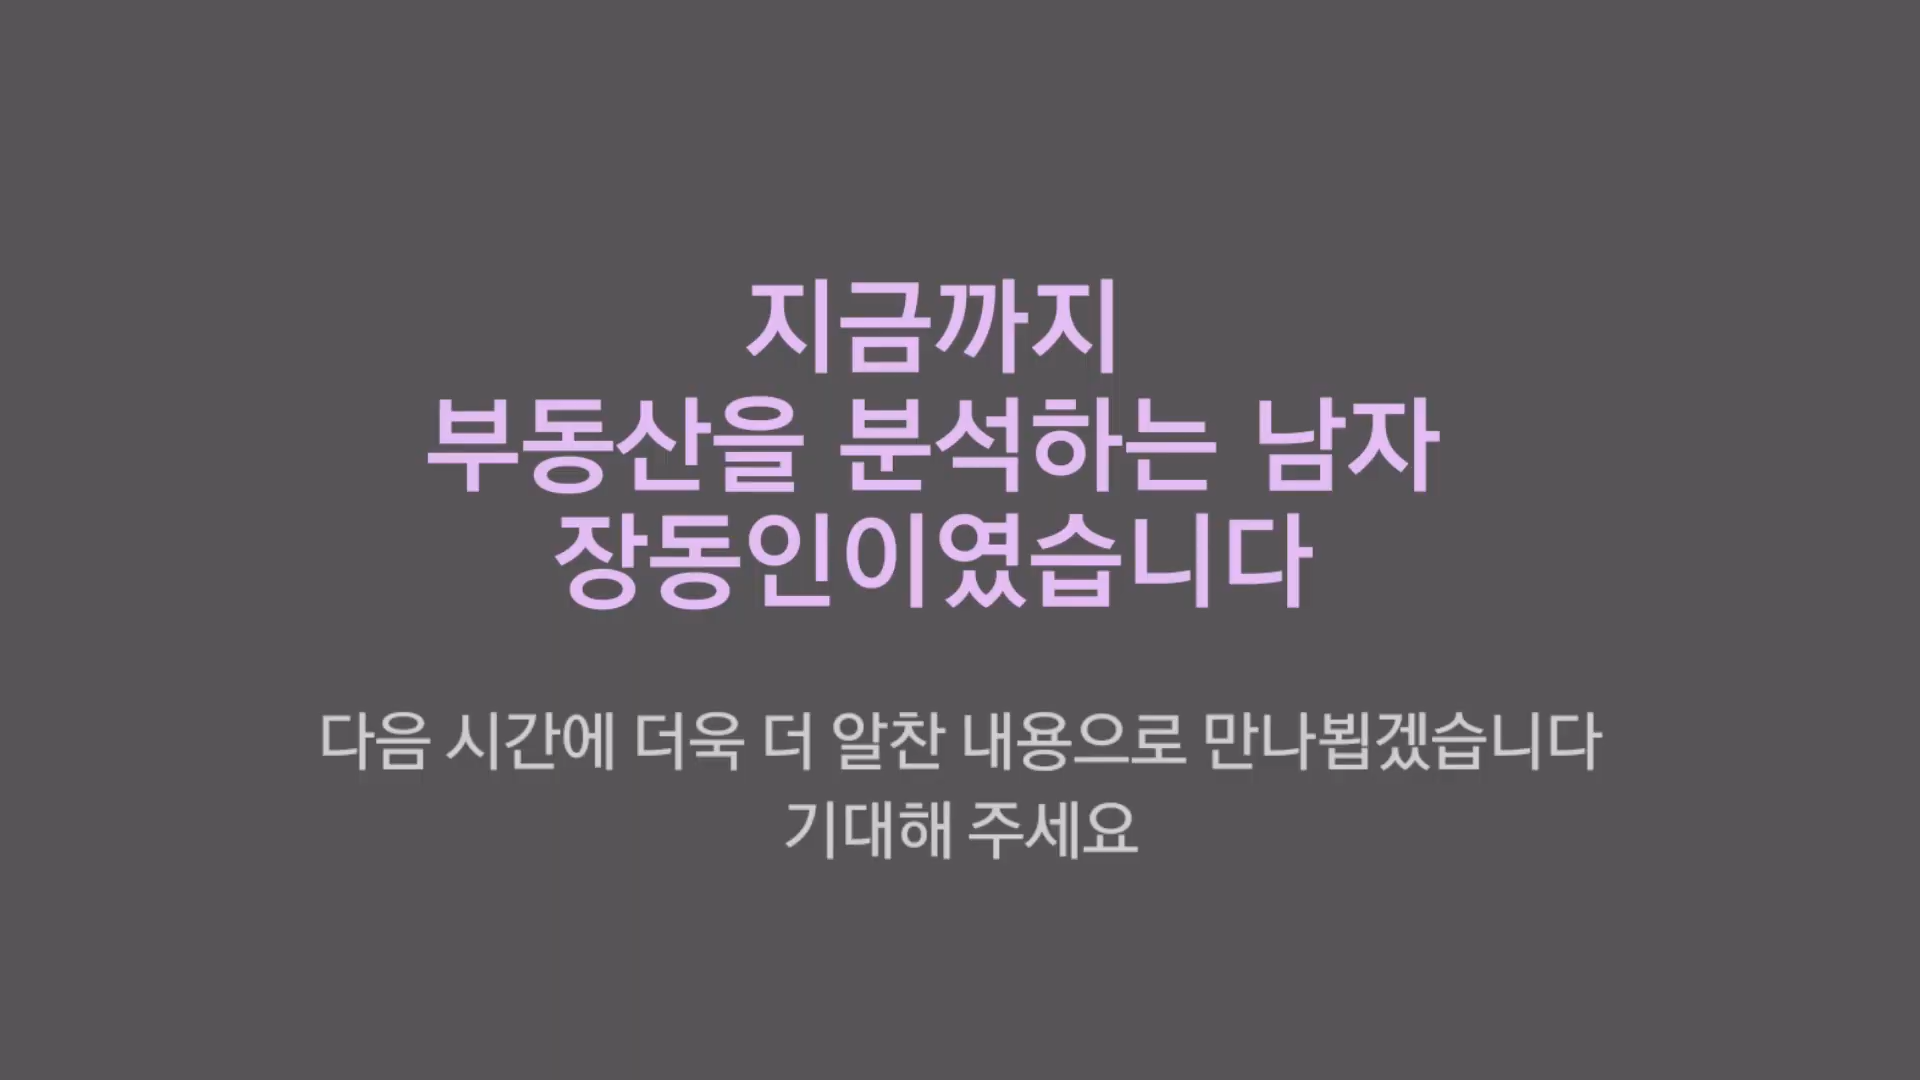 지금까지
부동산을 분석하는 남자
장동인이였습니다
다음 시간에 더욱 더 알찬 내용으로 만나뵙겠습니다
기대해 주세요